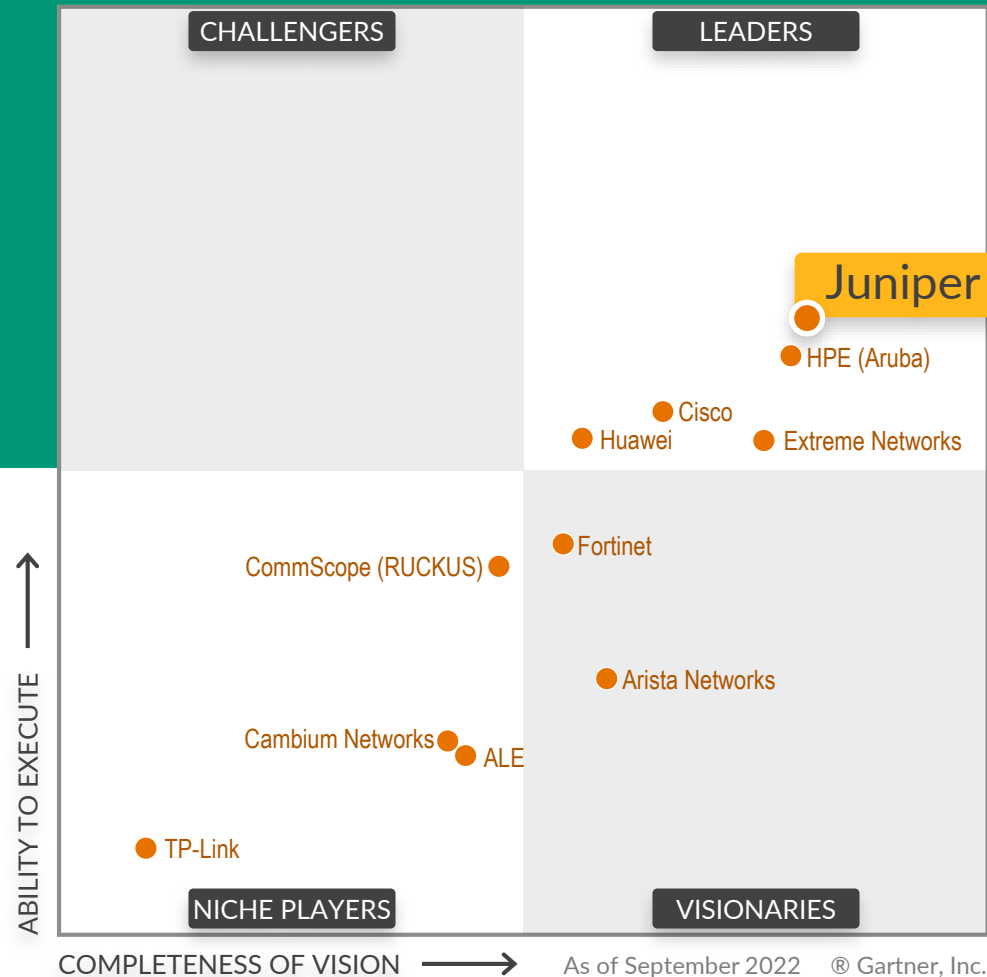 CHALLENGERS
LEADERS
Juniper
HPE (Aruba)
Cisco
Huawei
Extreme Networks
Fortinet
CommScope (RUCKUS)
Arista Networks
Cambium Networks
ALE
TP-Link
NICHE PLAYERS
VISIONARIES
ABILITY TO EXECUTE
COMPLETENESS OF VISION
As of September 2022 ® Gartner, Inc.